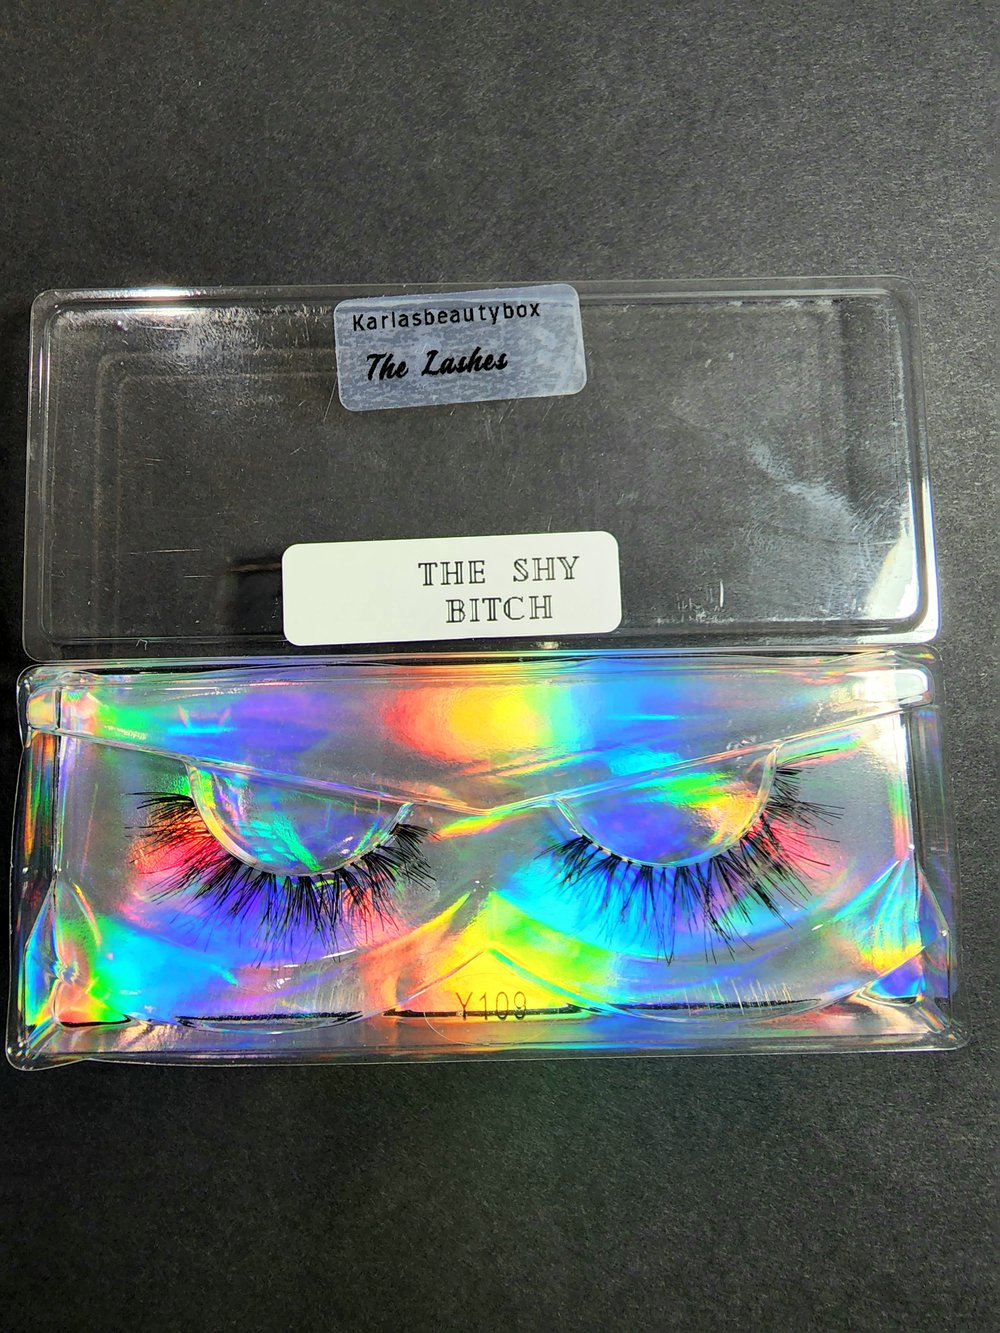 Karlasbeautybox
The Lashes
THE SHY
BITCH
Y109